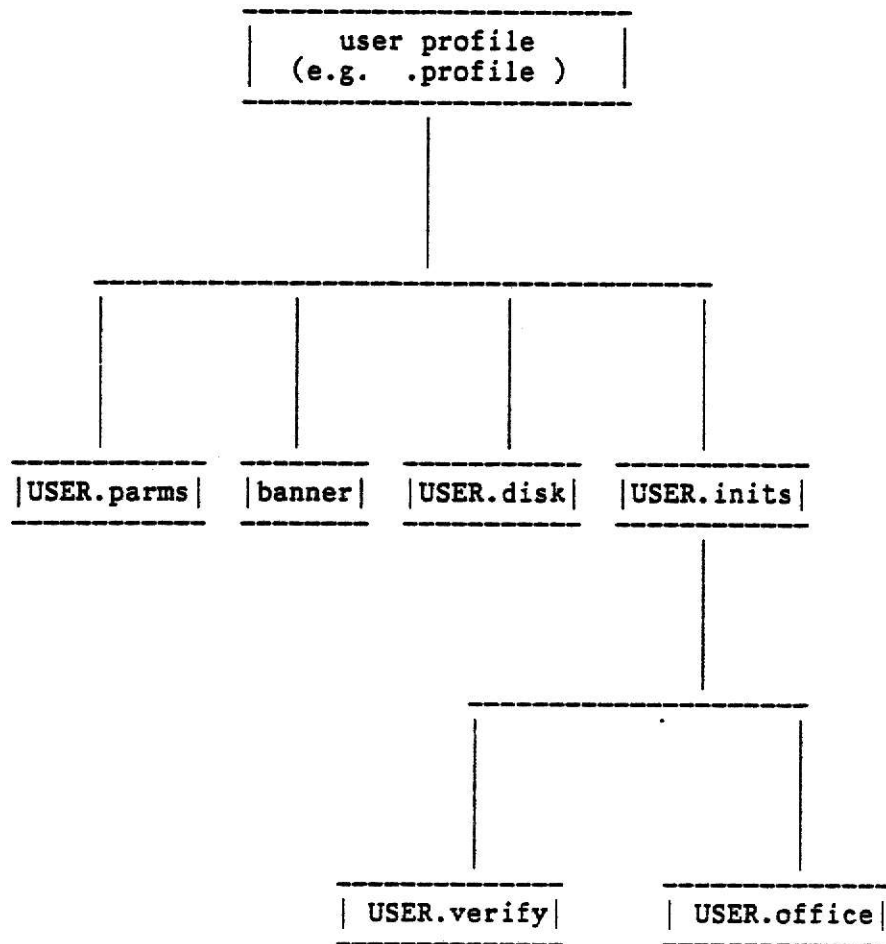 user profile
(e.g. .profile )
USER.parms
banner
USER.disk
USER.inits
USER.verify
USER.office